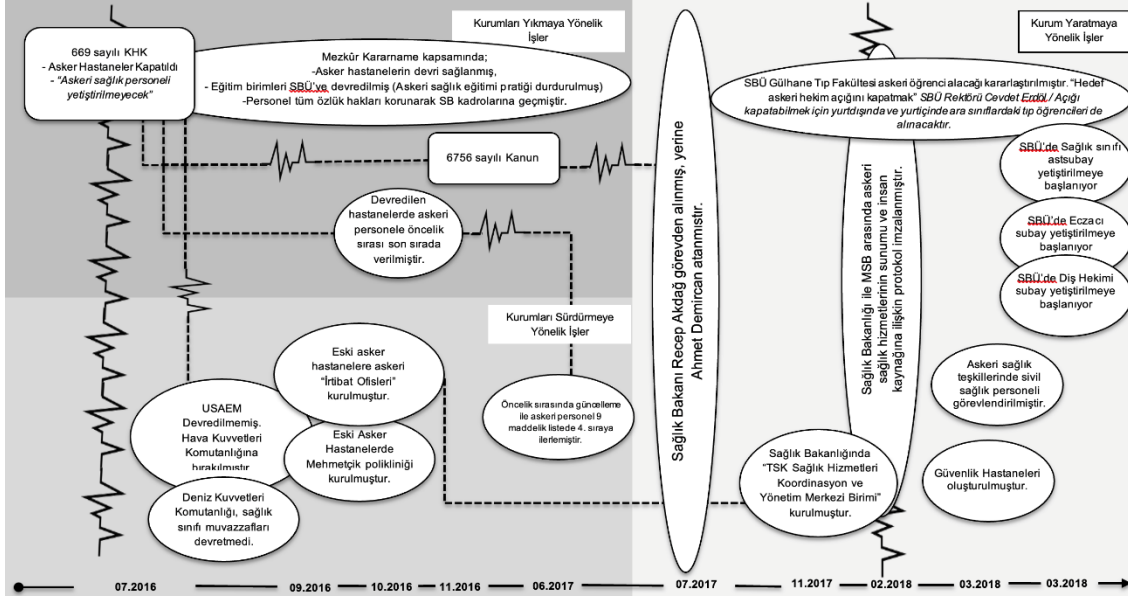 Kurumları Yıkmaya Yönelik
İşler
669 sayılı KHK
- Asker Hastaneler Kapatıldı
- “Askeri sağlık personeli
yetiştirilmeyecek”
Mezkûr Kararname kapsamında;
-Asker hastanelerin devri sağlanmış,
- Eğitim birimleri SBÜ'ye devredilmiş (Askeri sağlık eğitimi pratiği durdurulmuş)
-Personel tüm özlük hakları korunarak SB kadrolarına geçmiştir.
6756 sayılı Kanun
Devredilen
hastanelerde askeri
personele öncelik
sırası son sırada
verilmiştir.
Kurumları Sürdürmeye
Yönelik İşler
Eski asker
hastanelere askeri
“İrtibat Ofisleri”
kurulmuştur.
USAEM
Devredilmemiş.
Hava Kuvvetleri
Komutanlığına
bırakılmıştır
Eski Asker
Hastanelerde
Mehmetçik polikliniği
kurulmuştur.
Deniz Kuvvetleri
Komutanlığı, sağlık
sınıfı muvazzafları
devretmedi.
Öncelik sırasında güncelleme
ile askeri personel 9
maddelik listede 4. sıraya
ilerlemiştir.
Sağlık Bakanı Recep Akdağ görevden alınmış, yerine
Ahmet Demircan atanmıstır.
Kurum Yaratmaya
Yönelik İşler
SBÜ Gülhane Tıp Fakültesi askeri öğrenci alacağı kararlaştırılmıştır. “Hedef
askeri hekim açığını kapatmak” SBÜ Rektörü Cevdet Erdöl / Açığı
kapatabilmek için yurtdışında ve yurtiçinde ara sınıflardaki tıp öğrencileri de
alınacaktır.
Sağlık Bakanlığı ile MSB arasında askeri
sağlık hizmetlerinin sunumu ve insan
kaynağına ilişkin protokol imzalanmıştır.
SBÜ'de Sağlık sınıfı
astsubay
yetiştirilmeye
başlanıyor
SBÜ'de Eczacı
subay yetiştirilmeye
başlanıyor
SBÜ'de Diş Hekimi
subay yetiştirilmeye
başlanıyor
Askeri sağlık
teşkillerinde sivil
sağlık personeli
görevlendirilmiştir.
Sağlık Bakanlığında
“TSK Sağlık Hizmetleri
Koordinasyon ve
Yönetim Merkezi Birimi”
kurulmuştur.
Güvenlik Hastaneleri
oluşturulmuştur.
07.2016 09.2016 10.2016 11.2016 06.2017 07.2017 11.2017 02.2018 03.2018 03.2018